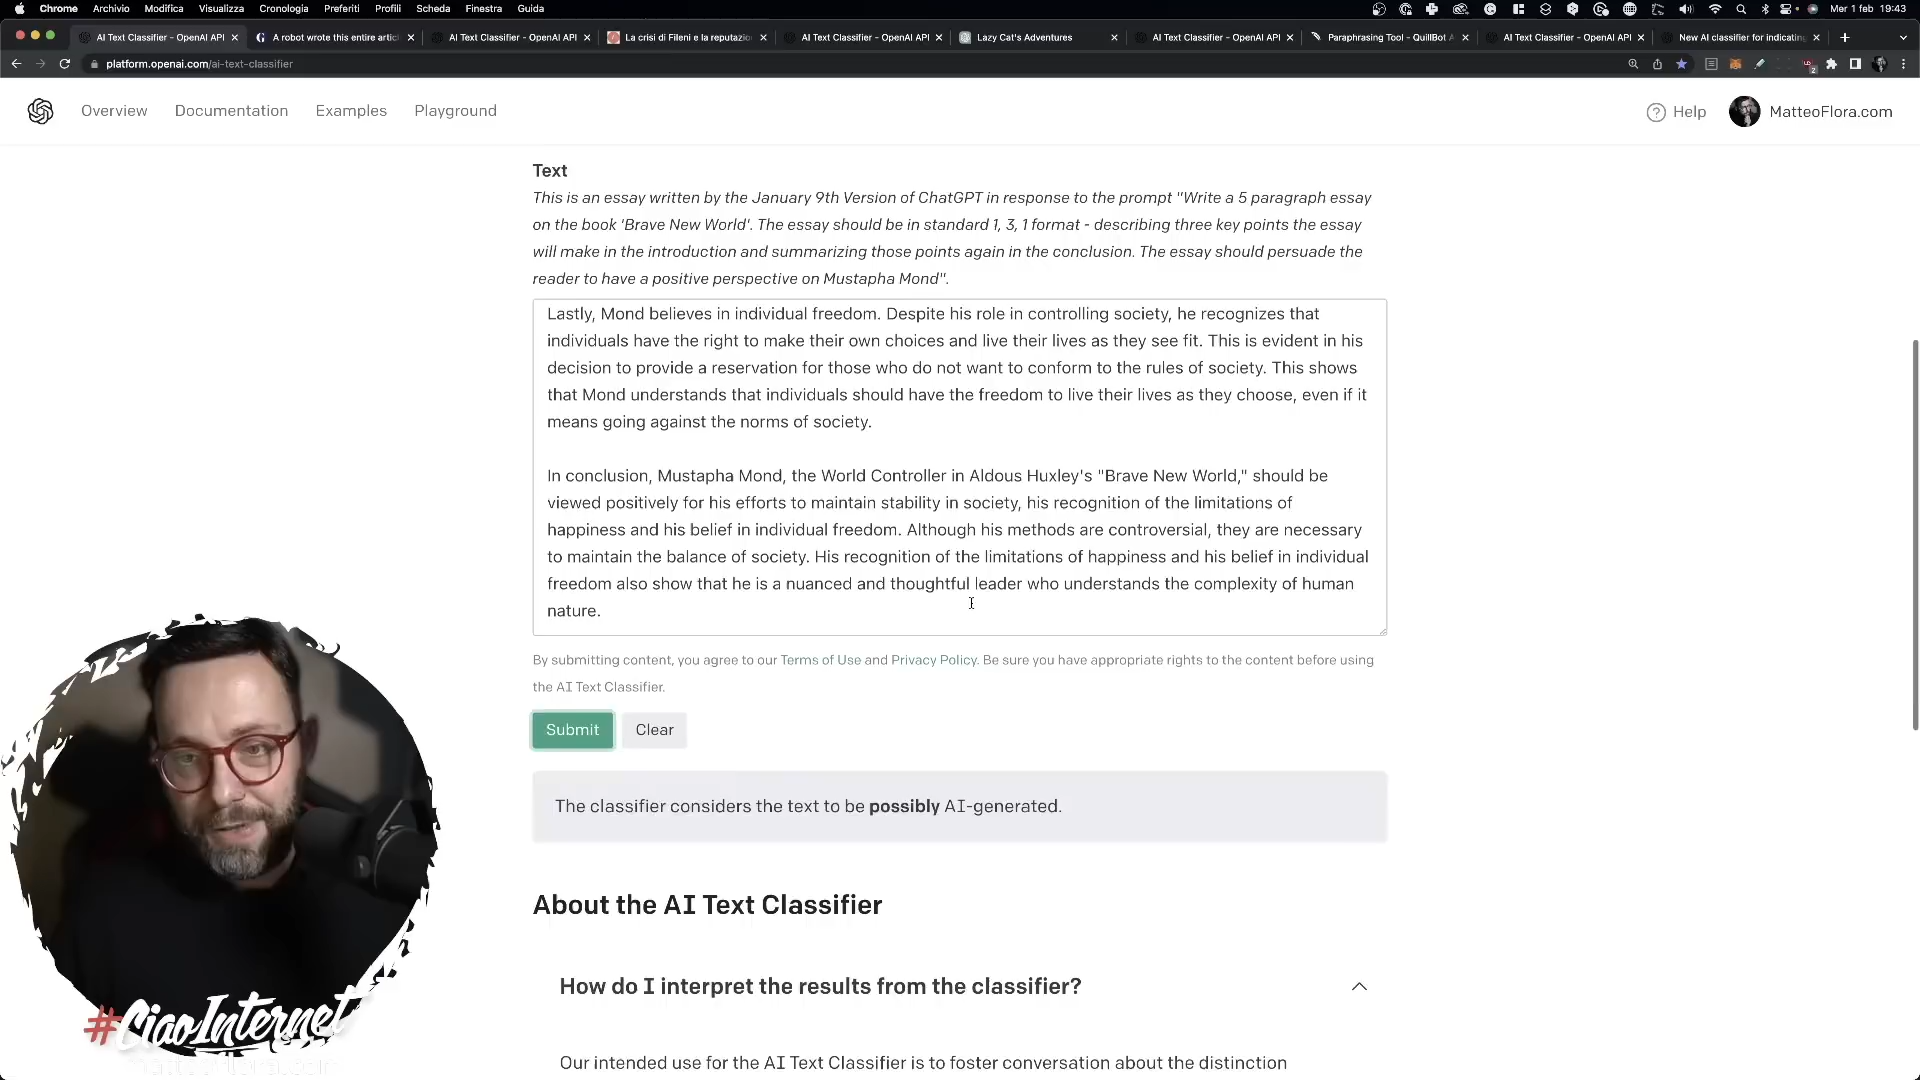 Chrome Archivio Modifica Visualizza Cronologia Preferiti Profili Scheda Finestra Guida Mer 1 feb 19:43
AI Text Classifier - OpenAI API A robot wrote this entire artic AI Text Classifier - OpenAI API La crisi di Fileni e la reputazio AI Text Classifier - OpenAI API Lazy Cat's Adventures AI Text Classifier - OpenAI API Paraphrasing Tool - QuillBot A AI Text Classifier - OpenAI API New AI classifier for indicating
platform.openai.com/ai-text-classifier
Overview Documentation Examples Playground Help MatteoFlora.com
Text
This is an essay written by the January 9th Version of ChatGPT in response to the prompt "Write a 5 paragraph essay
on the book 'Brave New World'. The essay should be in standard 1, 3, 1 format - describing three key points the essay
will make in the introduction and summarizing those points again in the conclusion. The essay should persuade the
reader to have a positive perspective on Mustapha Mond".
Lastly, Mond believes in individual freedom. Despite his role in controlling society, he recognizes that
individuals have the right to make their own choices and live their lives as they see fit. This is evident in his
decision to provide a reservation for those who do not want to conform to the rules of society. This shows
that Mond understands that individuals should have the freedom to live their lives as they choose, even if it
means going against the norms of society.
In conclusion, Mustapha Mond, the World Controller in Aldous Huxley's "Brave New World," should be
viewed positively for his efforts to maintain stability in society, his recognition of the limitations of
happiness and his belief in individual freedom. Although his methods are controversial, they are necessary
to maintain the balance of society. His recognition of the limitations of happiness and his belief in individual
freedom also show that he is a nuanced and thoughtful leader who understands the complexity of human
nature.
By submitting content, you agree to our Terms of Use and Privacy Policy. Be sure you have appropriate rights to the content before using
the AI Text Classifier.
Submit Clear
The classifier considers the text to be possibly AI-generated.
About the AI Text Classifier
How do I interpret the results from the classifier?
#CiaoInternet
Our intended use for the AI Text Classifier is to foster conversation about the distinction